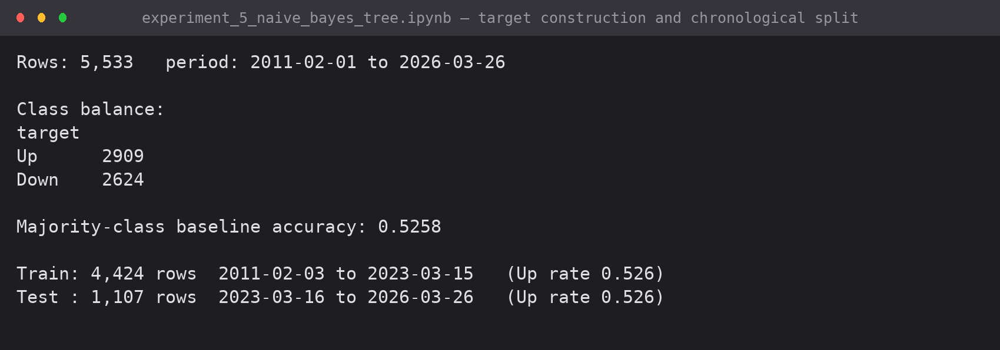 experiment_5_naive_bayes_tree.ipynb — target construction and chronological split
Rows: 5,533   period: 2011-02-01 to 2026-03-26
Class balance:
target
Up      2909
Down    2624
Majority-class baseline accuracy: 0.5258
Train: 4,424 rows  2011-02-03 to 2023-03-15   (Up rate 0.526)
Test : 1,107 rows  2023-03-16 to 2026-03-26   (Up rate 0.526)